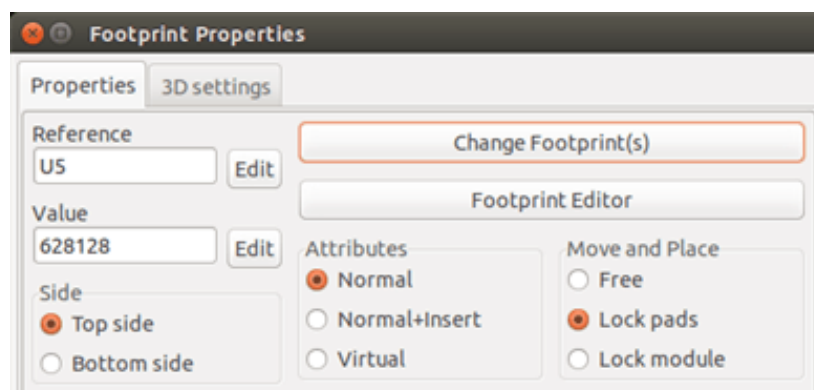 Footprint Properties
Properties 3D settings
Reference
U5 Edit
Value
628128 Edit
Side
Top side
Bottom side
Change Footprint(s)
Footprint Editor
Attributes
Normal
Normal+Insert
Virtual
Move and Place
Free
Lock pads
Lock module